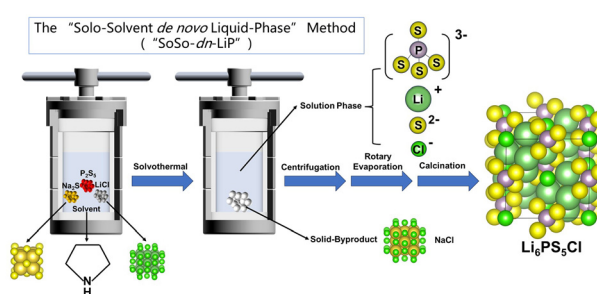 The “Solo-Solvent de novo Liquid-Phase” Method
(“SoSo-dn-LiP”)
S
P
S S S
3-
Li
+
S
2-
Cl
-
Solution Phase
P₂S₅
Na₂S
LiCl
Solvent
Solvothermal
Centrifugation
Rotary
Evaporation
Calcination
Solid-Byproduct
NaCl
Li₆PS₅Cl
N
H